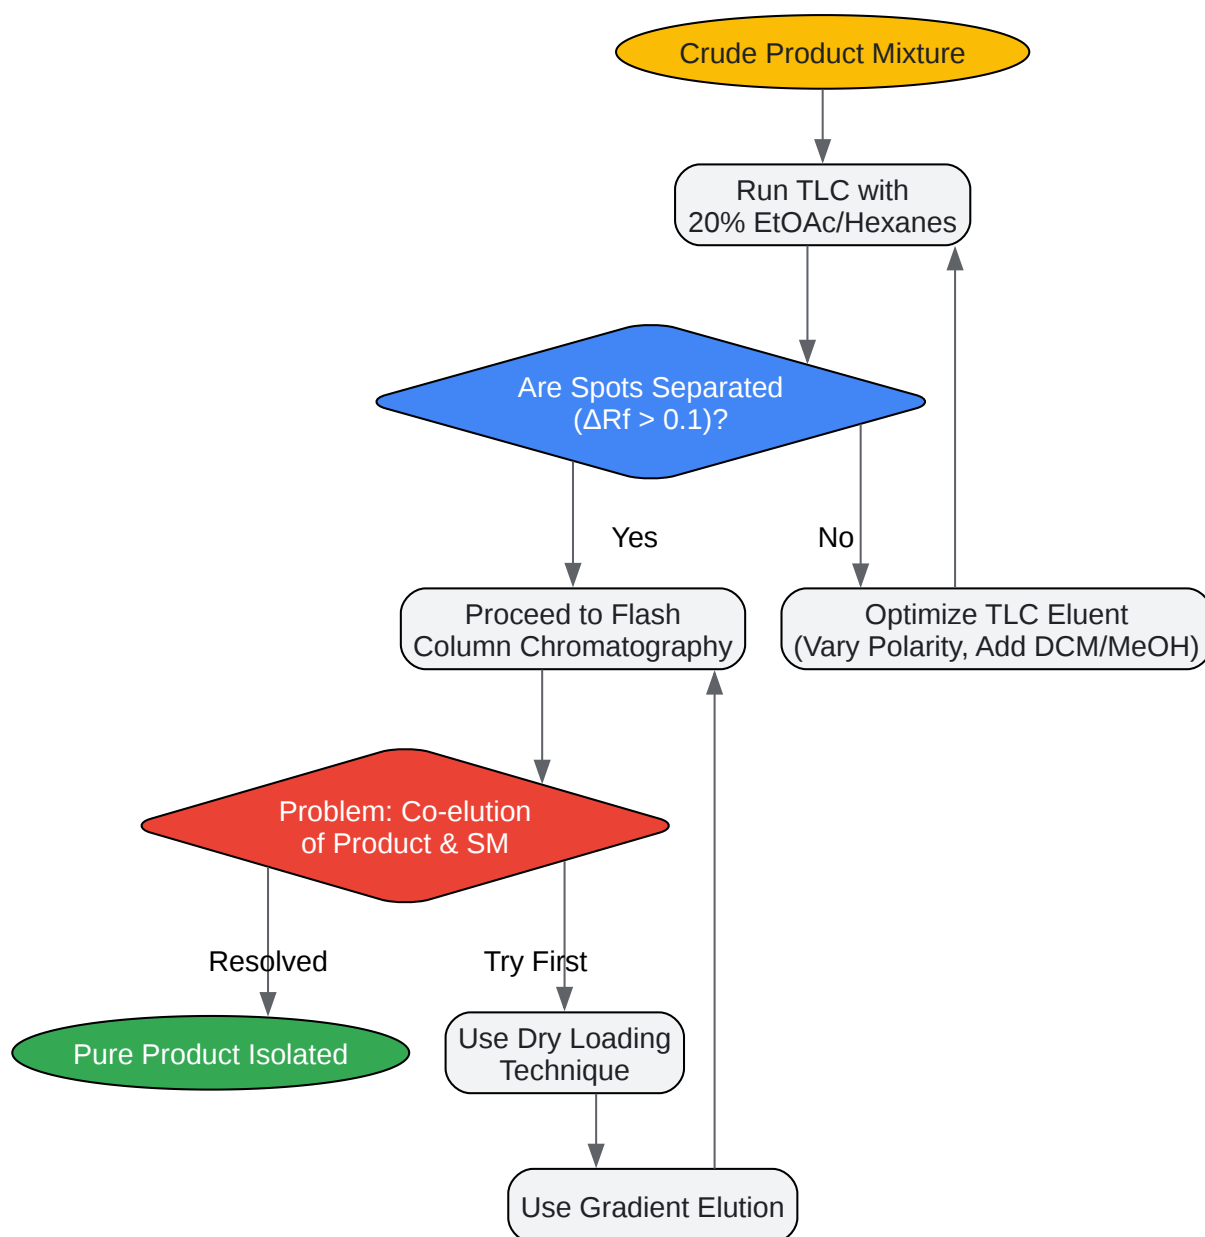 Crude Product Mixture
Run TLC with
20% EtOAc/Hexanes
Are Spots Separated
(ΔRf > 0.1)?
Yes
No
Proceed to Flash
Column Chromatography
Optimize TLC Eluent
(Vary Polarity, Add DCM/MeOH)
Problem: Co-elution
of Product & SM
Resolved
Try First
Pure Product Isolated
Use Dry Loading
Technique
Use Gradient Elution